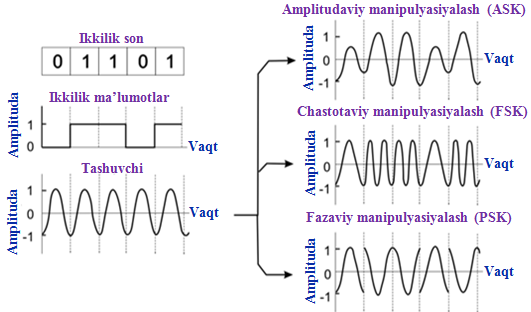 Ikkilik son
0 1 1 0 1
Ikkilik ma’lumotlar
Amplituda
1
0
Vaqt
Tashuvchi
Amplituda
1
0
-1
Vaqt
Amplitudaviy manipulyasiyalash (ASK)
Amplituda
1
0
-1
Vaqt
Chastotaviy manipulyasiyalash (FSK)
Amplituda
1
0
-1
Vaqt
Fazaviy manipulyasiyalash (PSK)
Amplituda
1
0
-1
Vaqt